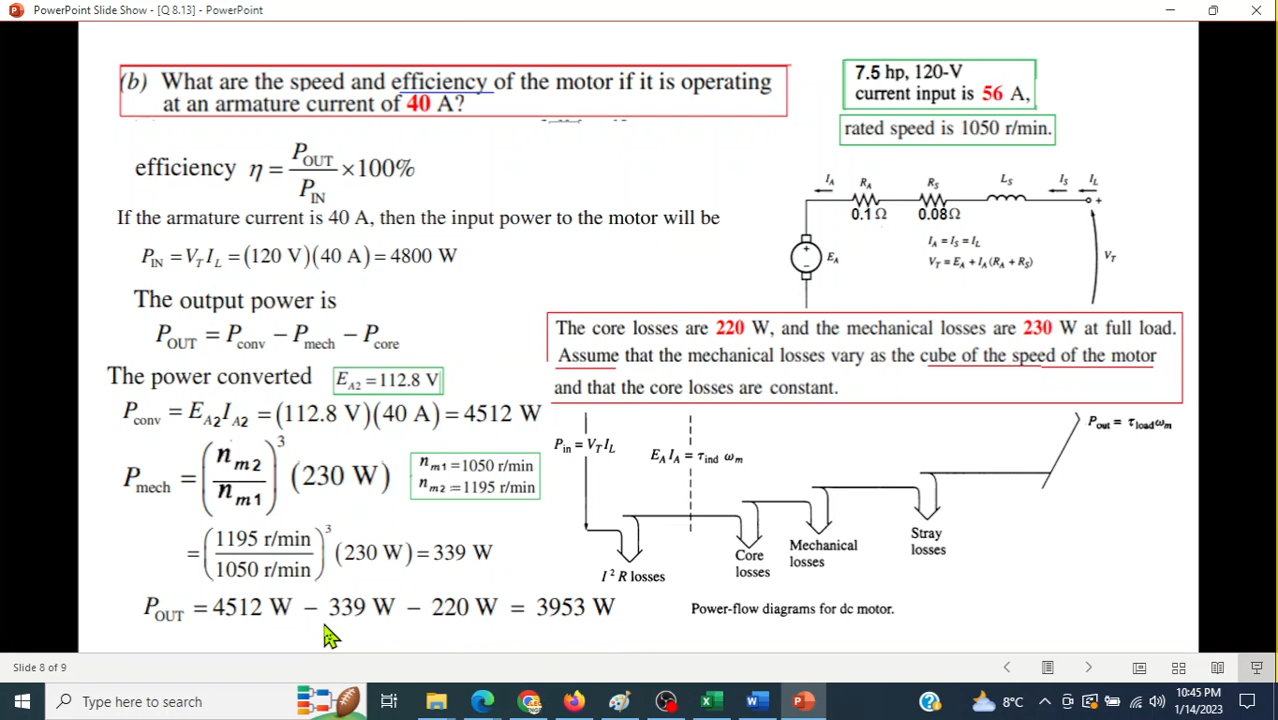 PowerPoint Slide Show - [Q 8.13] - PowerPoint
(b) What are the speed and efficiency of the motor if it is operating
at an armature current of 40 A?
7.5 hp, 120-V
current input is 56 A,
rated speed is 1050 r/min.
efficiency η = P_OUT / P_IN × 100%
If the armature current is 40 A, then the input power to the motor will be
P_IN = V_T I_L = (120 V)(40 A) = 4800 W
I_A R_A R_S L_S I_S I_L
0.1 Ω 0.08Ω
+
I_A = I_S = I_L
V_T = E_A + I_A (R_A + R_S)
+
−
E_A
V_T
The output power is
P_OUT = P_conv − P_mech − P_core
The core losses are 220 W, and the mechanical losses are 230 W at full load.
Assume that the mechanical losses vary as the cube of the speed of the motor
and that the core losses are constant.
The power converted
E_A2 = 112.8 V
P_conv = E_A2 I_A2 = (112.8 V)(40 A) = 4512 W
P_mech = (n_m2 / n_m1)^3 (230 W)
n_m1 = 1050 r/min
n_m2 = 1195 r/min
= (1195 r/min / 1050 r/min)^3 (230 W) = 339 W
P_OUT = 4512 W − 339 W − 220 W = 3953 W
P_in = V_T I_L
E_A I_A = τ_ind ω_m
P_out = τ_load ω_m
I² R losses
Core
losses
Mechanical
losses
Stray
losses
Power-flow diagrams for dc motor.
Slide 8 of 9
Type here to search
8°C
10:45 PM
1/14/2023